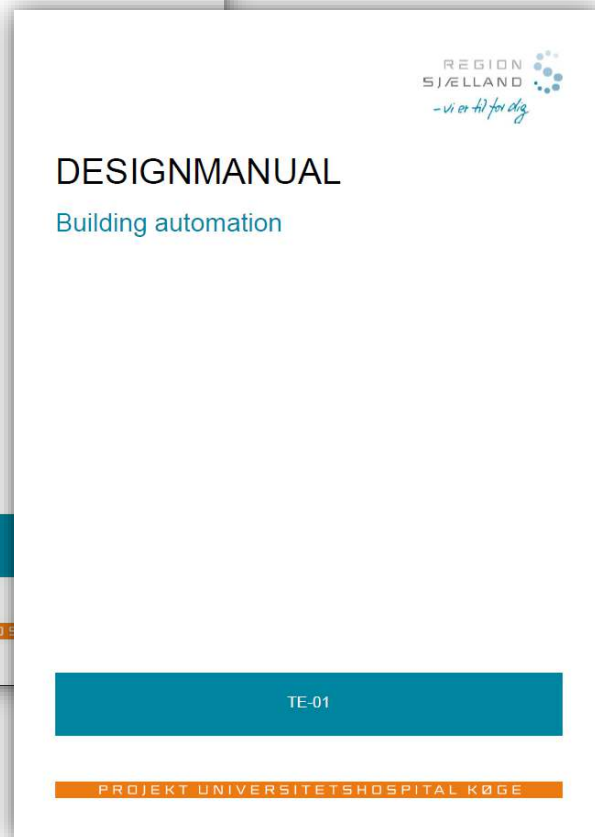 REGION
SJÆLLAND
- vi er til for dig
DESIGNMANUAL
Building automation
TE-01
PROJEKT UNIVERSITETSHOSPITAL KØGE